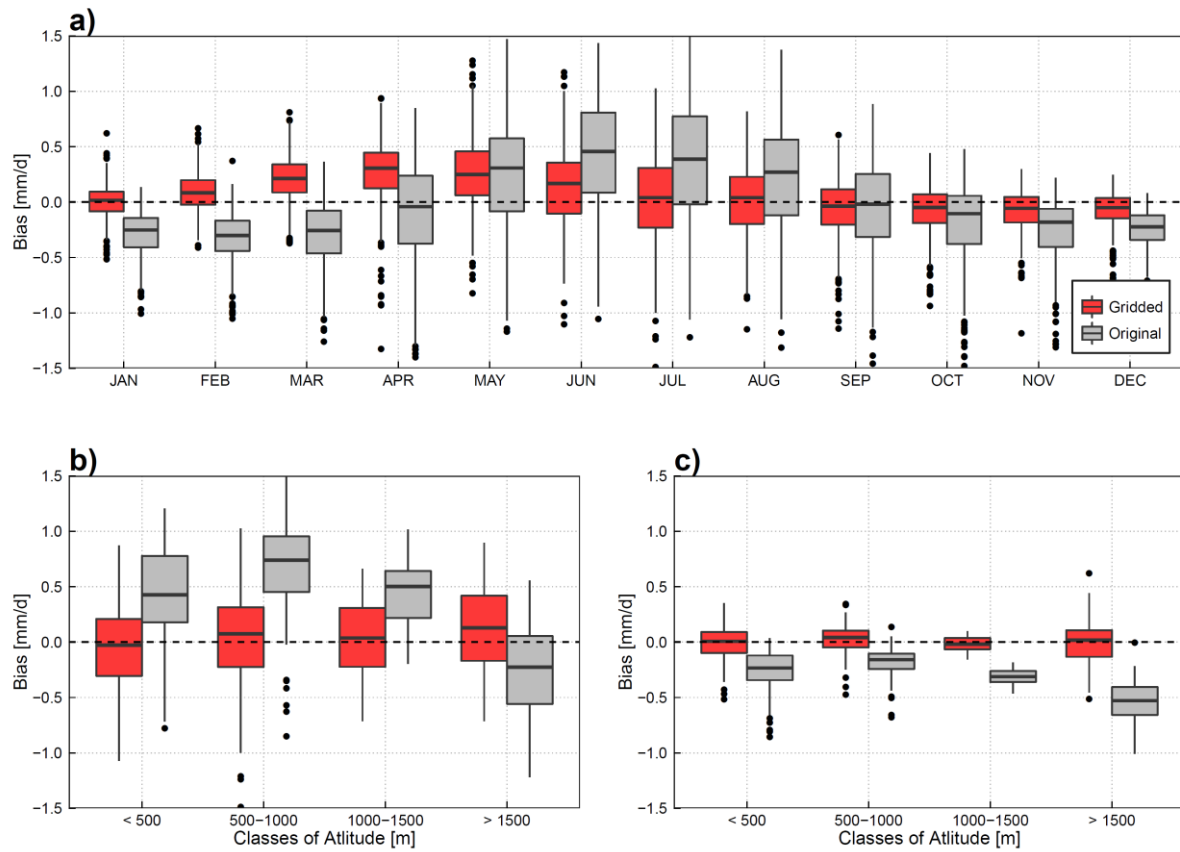 a)
1.5
1.0
0.5
0.0
−0.5
−1.0
−1.5
Bias [mm/d]
JAN FEB MAR APR MAY JUN JUL AUG SEP OCT NOV DEC
Gridded
Original
b)
1.5
1.0
0.5
0.0
−0.5
−1.0
−1.5
Bias [mm/d]
< 500 500−1000 1000−1500 > 1500
Classes of Atlitude [m]
c)
1.5
1.0
0.5
0.0
−0.5
−1.0
−1.5
Bias [mm/d]
< 500 500−1000 1000−1500 > 1500
Classes of Atlitude [m]